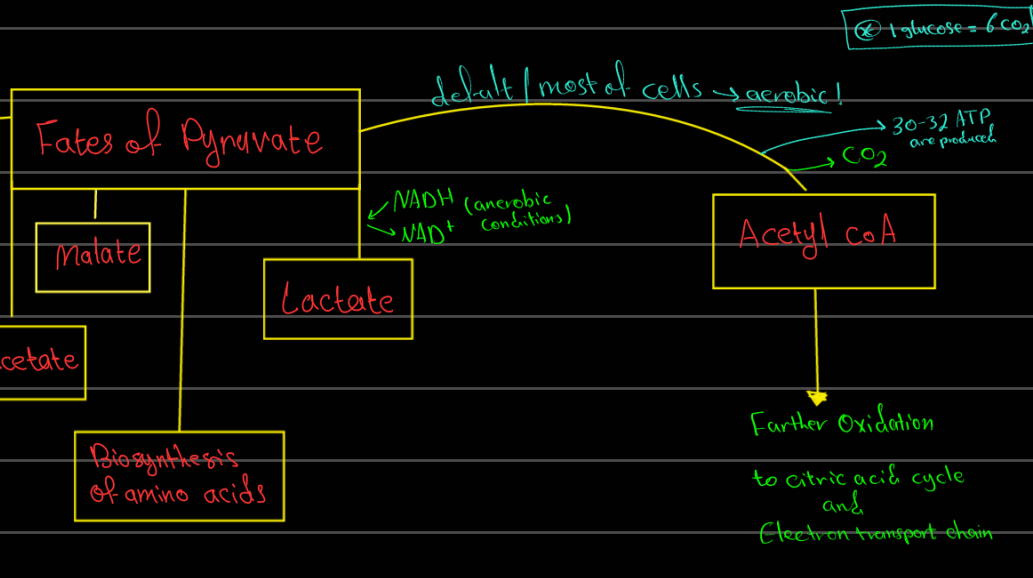 * 1 glucose = 6 CO2
defult / most of cells → aerobic!
30-32 ATP
are produced
CO2
Fates of Pyruvate
NADH (anerobic
NAD+ conditions)
Malate
Acetyl coA
Lactate
cetate
Farther Oxidation
Biosynthesis
of amino acids
to citric acid cycle
and
Electron transport chain